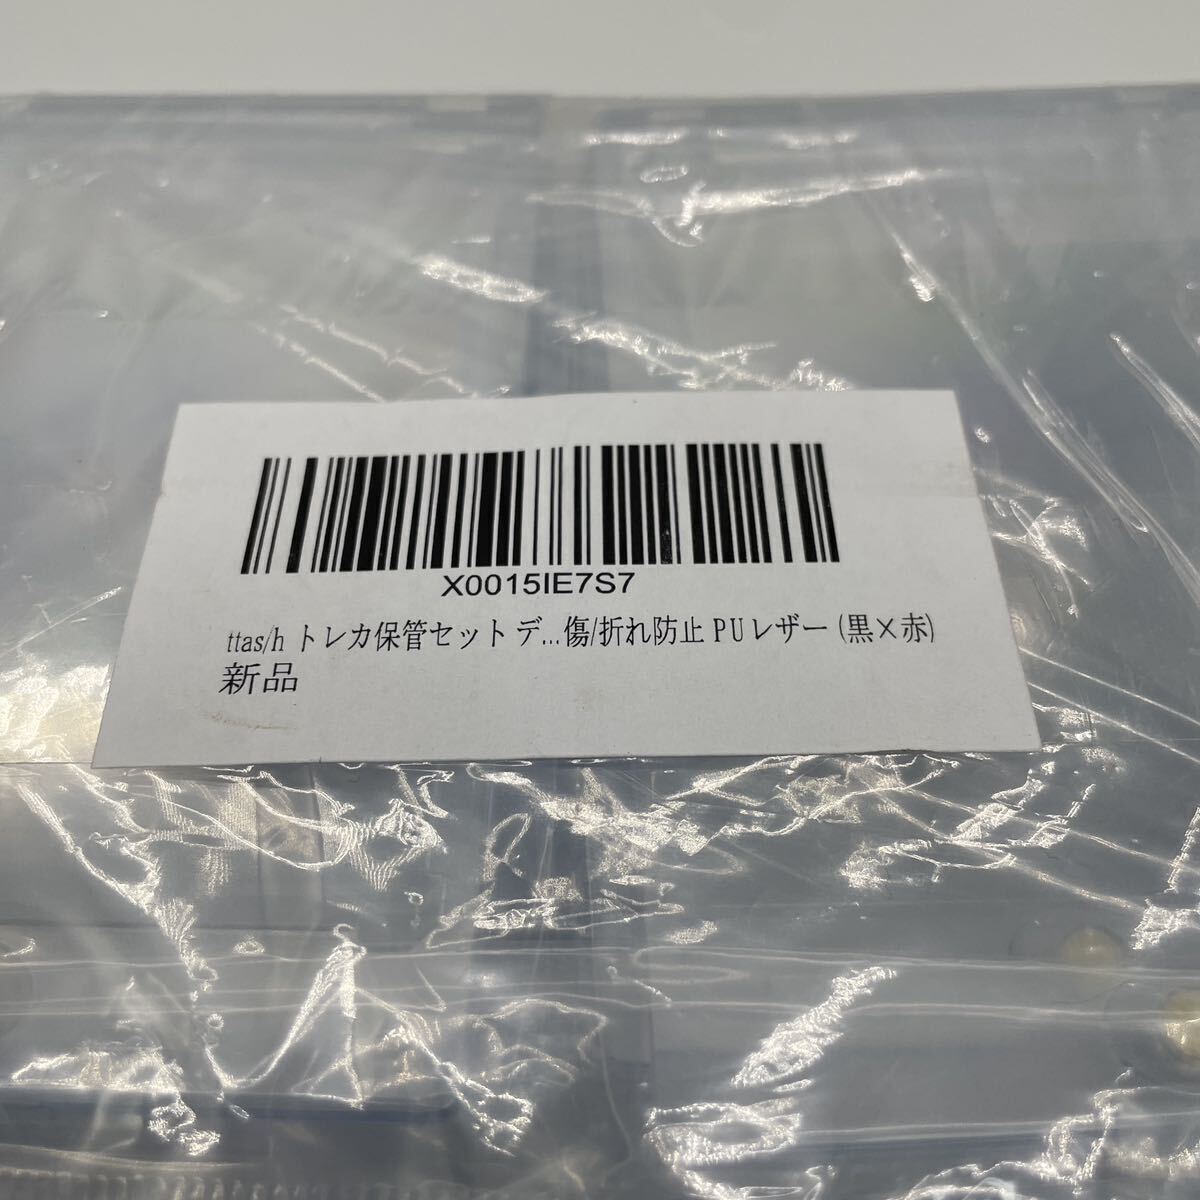 X0015IE7S7
ttas/h トレカ保管セット デ...傷/折れ防止 PUレザー (黒×赤)
新品